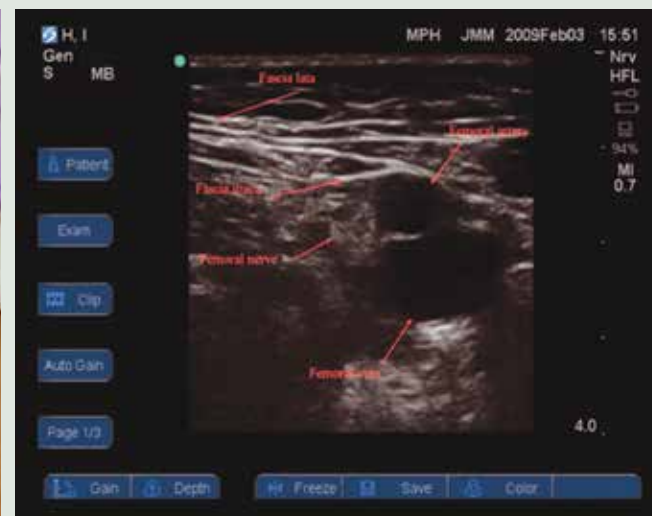 H, I
Gen
S MB
MPH JMM 2009Feb03 15:51
Nrv
HFL
94%
MI
0.7
Fascia lata
Femoral artery
Fascia iliaca
Femoral nerve
Femoral vein
Patient
Exam
Clip
Auto Gain
Page 1/3
4.0
Gain Depth Freeze Save Color